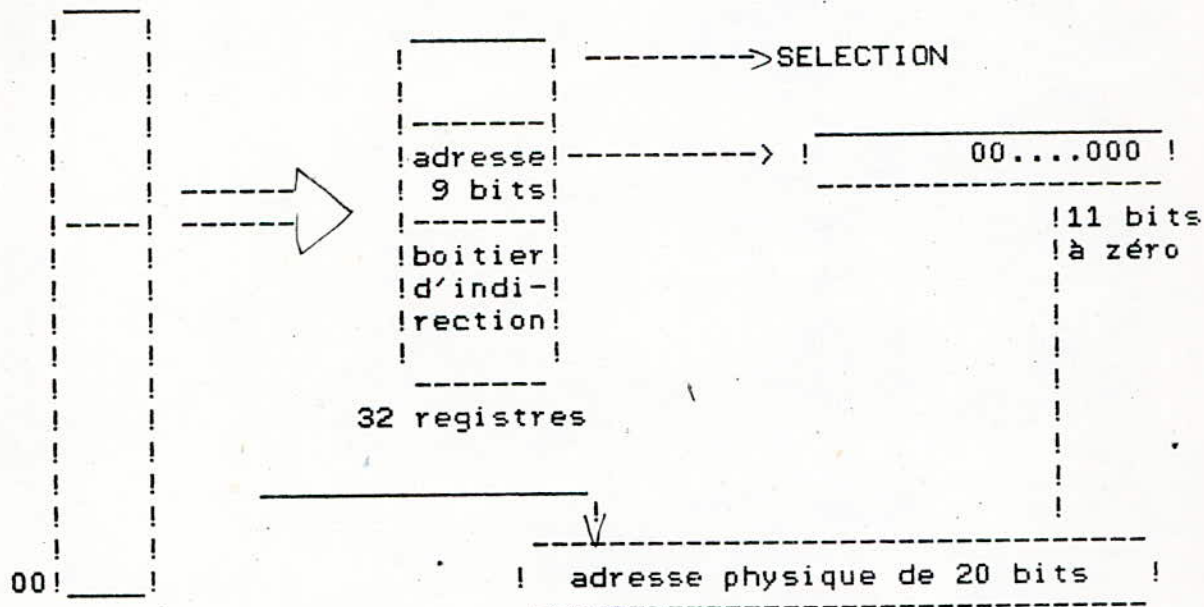 SELECTION
adresse
00....000
9 bits
11 bits
à zéro
boitier
d'indi-
rection
32 registres
adresse physique de 20 bits
00